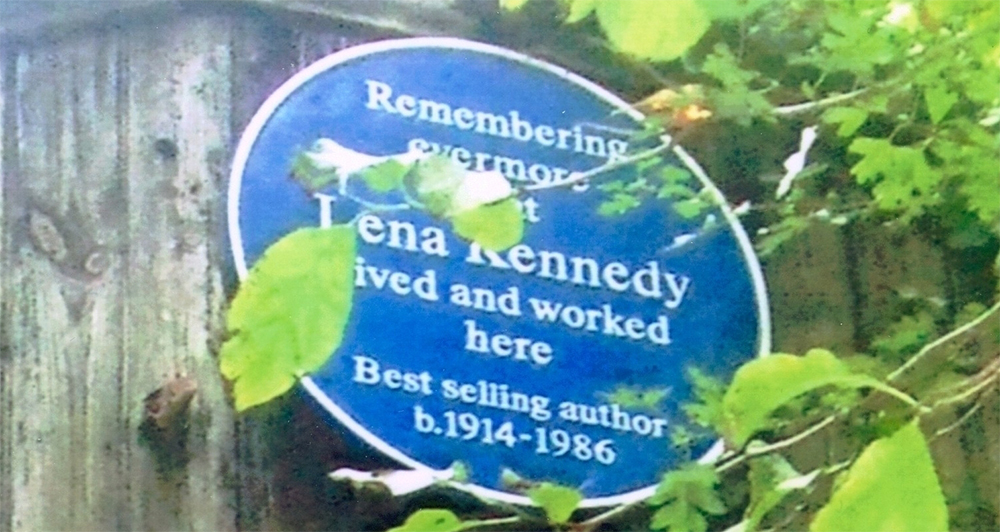 Remembering
evermore
Lena Kennedy
lived and worked
here
Best selling author
b.1914-1986